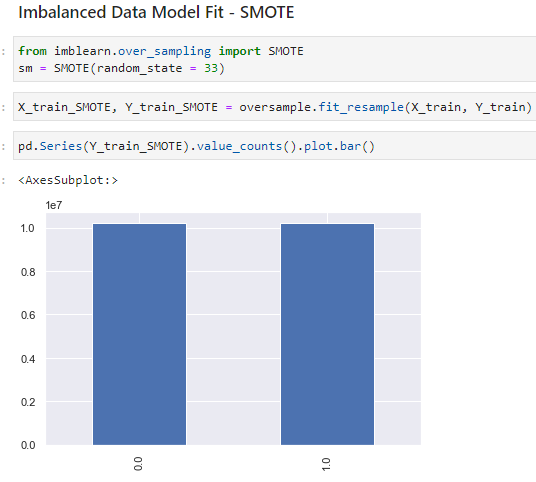 Imbalanced Data Model Fit - SMOTE
: from imblearn.over_sampling import SMOTE
sm = SMOTE(random_state = 33)
: X_train_SMOTE, Y_train_SMOTE = oversample.fit_resample(X_train, Y_train)
: pd.Series(Y_train_SMOTE).value_counts().plot.bar()
: <AxesSubplot:>
1e7
1.0
0.8
0.6
0.4
0.2
0.0
0.0 1.0